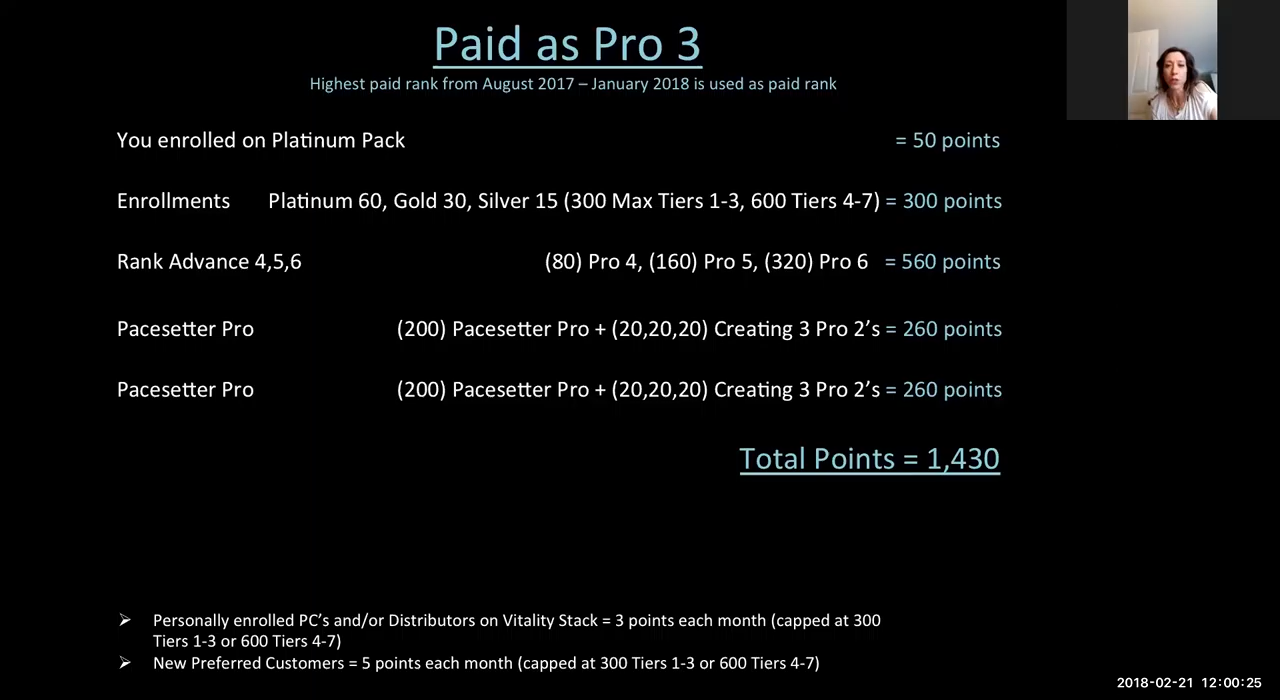 Paid as Pro 3
Highest paid rank from August 2017 – January 2018 is used as paid rank
You enrolled on Platinum Pack = 50 points
Enrollments Platinum 60, Gold 30, Silver 15 (300 Max Tiers 1-3, 600 Tiers 4-7) = 300 points
Rank Advance 4,5,6 (80) Pro 4, (160) Pro 5, (320) Pro 6 = 560 points
Pacesetter Pro (200) Pacesetter Pro + (20,20,20) Creating 3 Pro 2’s = 260 points
Pacesetter Pro (200) Pacesetter Pro + (20,20,20) Creating 3 Pro 2’s = 260 points
Total Points = 1,430
➢ Personally enrolled PC’s and/or Distributors on Vitality Stack = 3 points each month (capped at 300
Tiers 1-3 or 600 Tiers 4-7)
➢ New Preferred Customers = 5 points each month (capped at 300 Tiers 1-3 or 600 Tiers 4-7)
2018-02-21 12:00:25